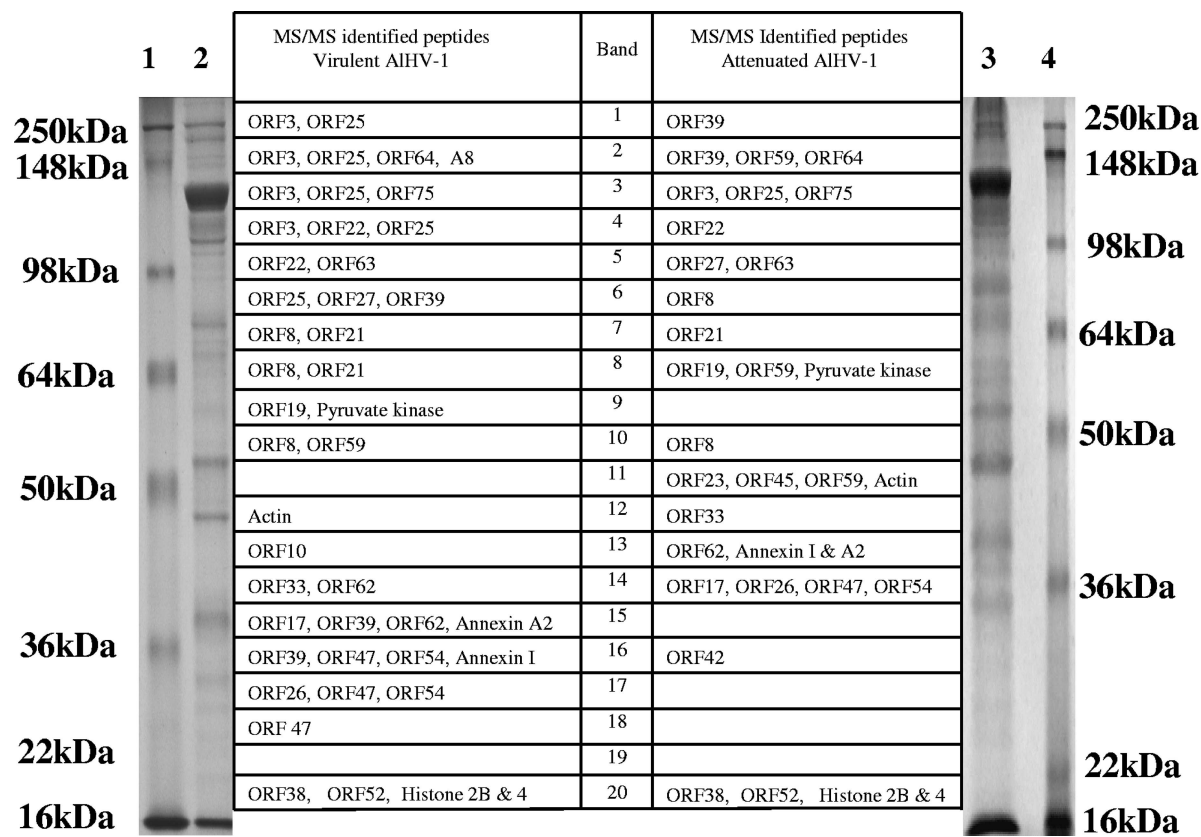 1 2
MS/MS identified peptides Virulent AlHV-1 Band MS/MS Identified peptides Attenuated AlHV-1
3 4
250kDa
148kDa
98kDa
64kDa
50kDa
36kDa
22kDa
16kDa
ORF3, ORF25 1 ORF39
ORF3, ORF25, ORF64, A8 2 ORF39, ORF59, ORF64
ORF3, ORF25, ORF75 3 ORF3, ORF25, ORF75
ORF3, ORF22, ORF25 4 ORF22
ORF22, ORF63 5 ORF27, ORF63
ORF25, ORF27, ORF39 6 ORF8
ORF8, ORF21 7 ORF21
ORF8, ORF21 8 ORF19, ORF59, Pyruvate kinase
ORF19, Pyruvate kinase 9
ORF8, ORF59 10 ORF8
11 ORF23, ORF45, ORF59, Actin
Actin 12 ORF33
ORF10 13 ORF62, Annexin I & A2
ORF33, ORF62 14 ORF17, ORF26, ORF47, ORF54
ORF17, ORF39, ORF62, Annexin A2 15
ORF39, ORF47, ORF54, Annexin I 16 ORF42
ORF26, ORF47, ORF54 17
ORF 47 18
19
ORF38, ORF52, Histone 2B & 4 20 ORF38, ORF52, Histone 2B & 4
250kDa
148kDa
98kDa
64kDa
50kDa
36kDa
22kDa
16kDa